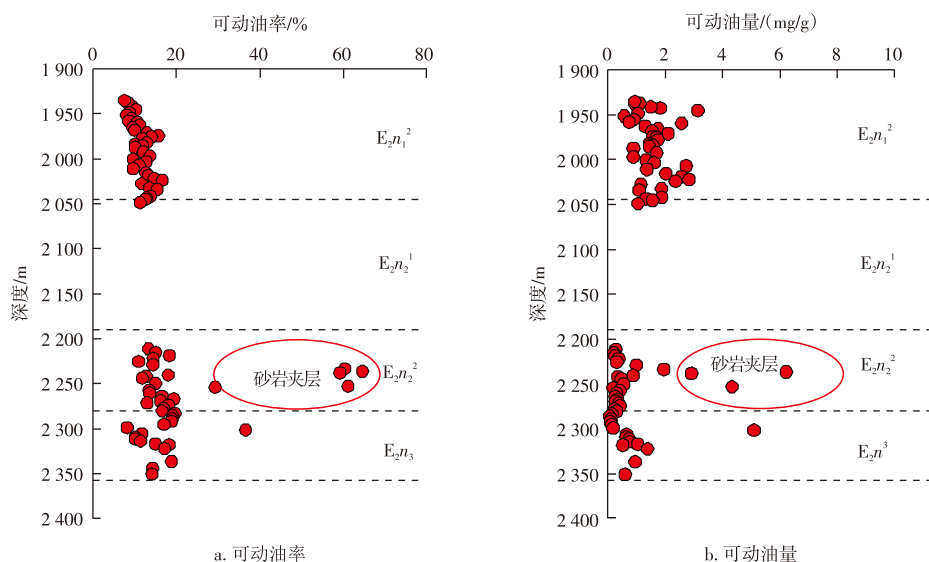 可动油率/%
0 20 40 60 80
1 900
1 950
2 000
2 050
2 100
2 150
2 200
2 250
2 300
2 350
2 400
深度/m
E₂n₁²
E₂n₂¹
砂岩夹层
E₂n₂²
E₂n₃
a. 可动油率
可动油量/(mg/g)
0 2 4 6 8 10
1 900
1 950
2 000
2 050
2 100
2 150
2 200
2 250
2 300
2 350
2 400
深度/m
E₂n₁²
E₂n₂¹
砂岩夹层
E₂n₂²
E₂n³
b. 可动油量